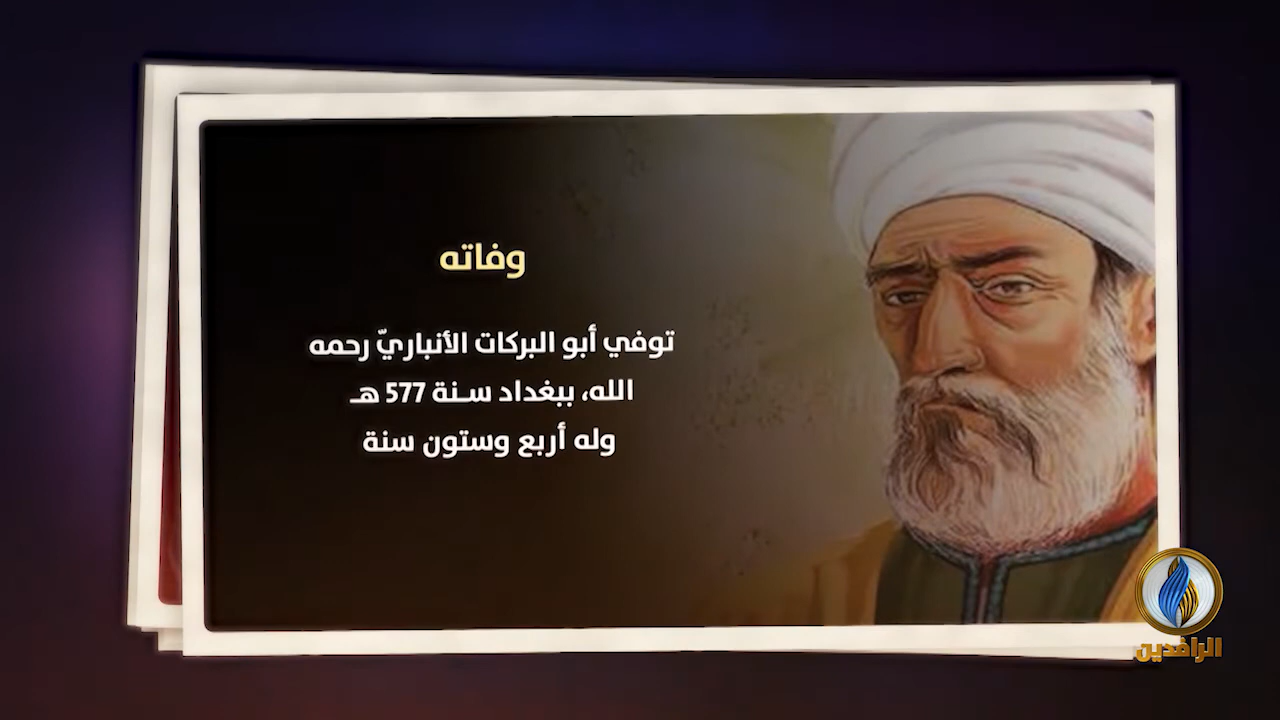 وفاته
توفي أبو البركات الأنباريّ رحمه
الله، ببغداد سنة 577 هـ
وله أربع وستون سنة
الرافدين